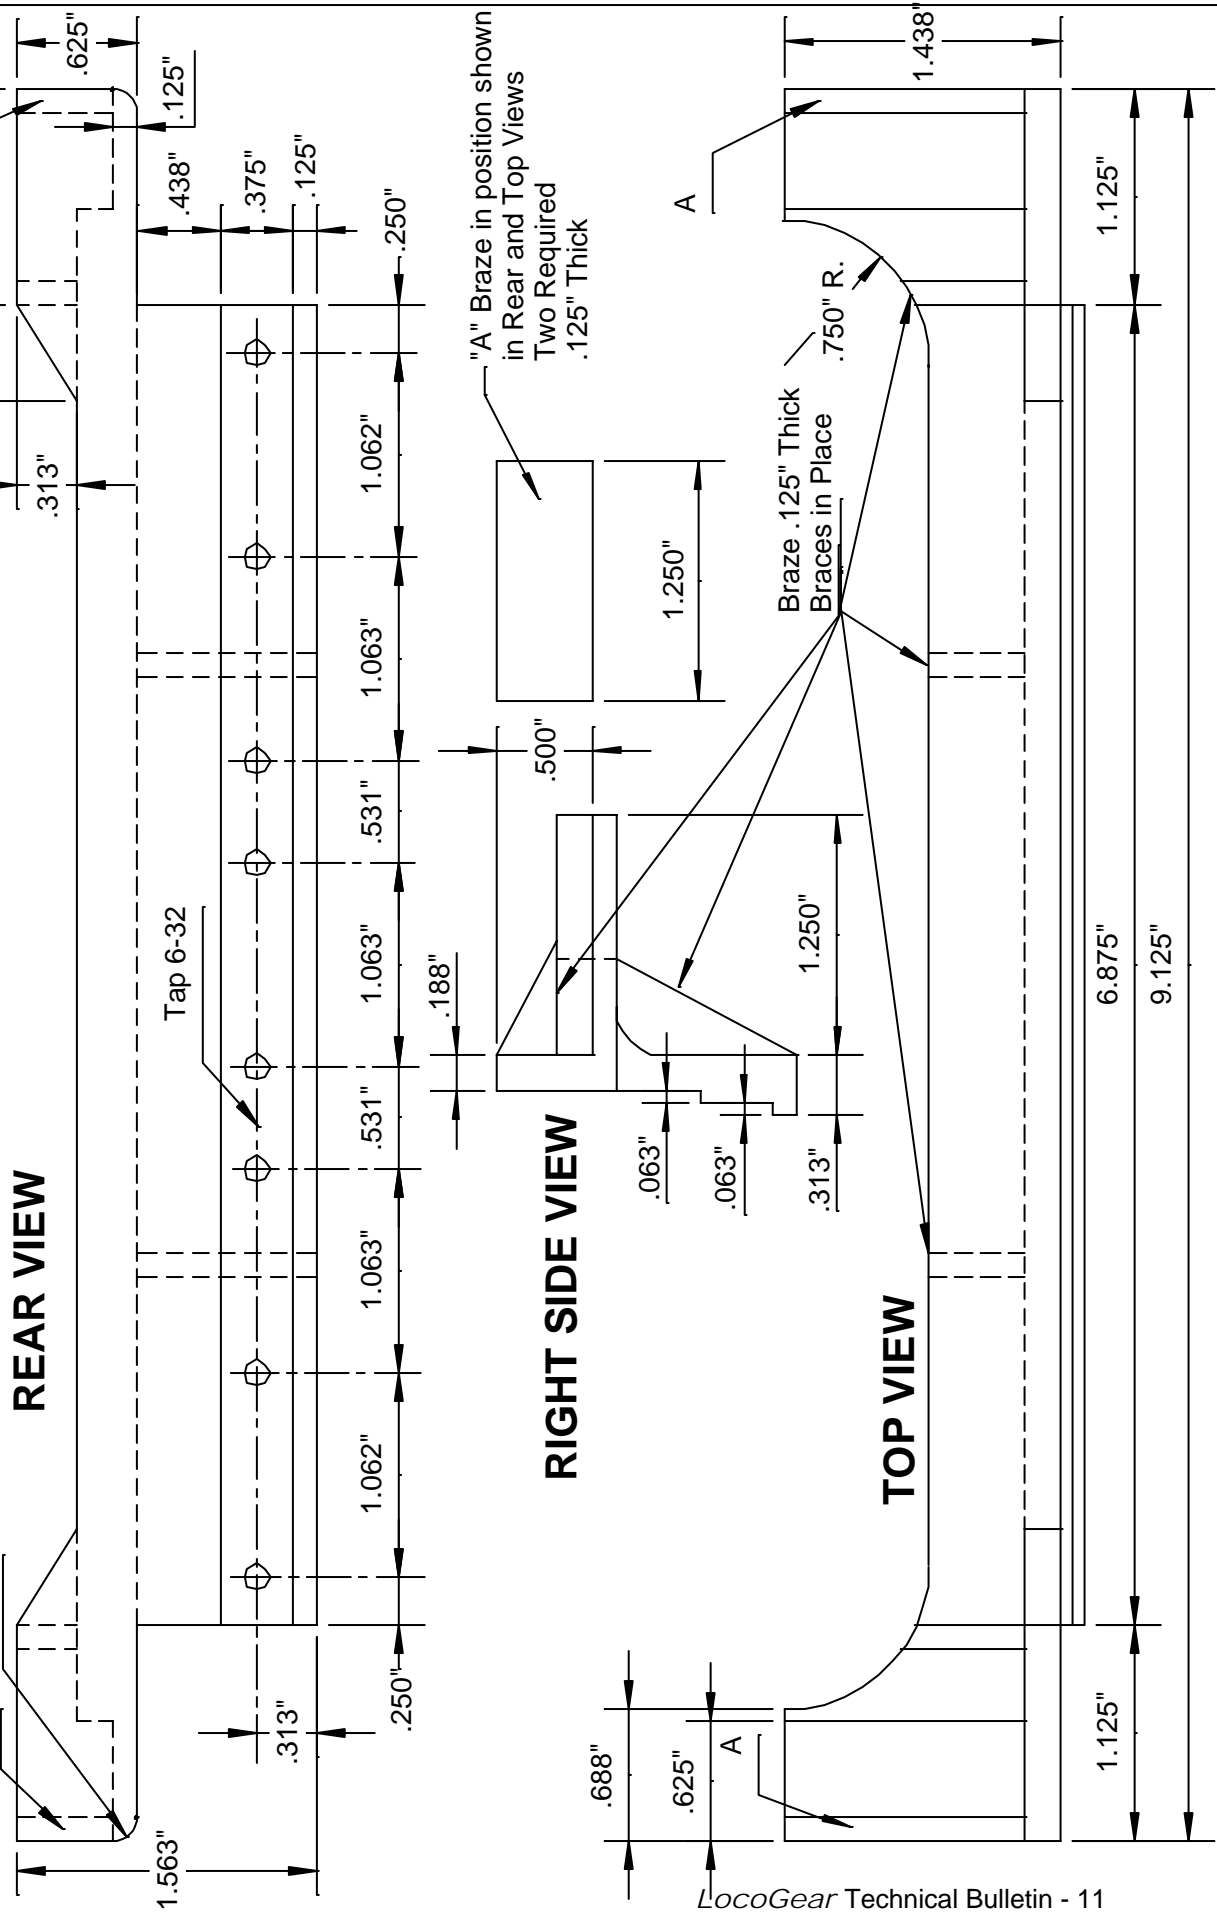 REAR VIEW
.625"
.125"
.438"
.375"
.125"
.313"
Tap 6-32
1.563"
.313"
.250"
1.062"
1.063"
.531"
1.063"
.531"
1.063"
1.062"
.250"
"A" Braze in position shown
in Rear and Top Views
Two Required
.125" Thick
1.250"
.500"
RIGHT SIDE VIEW
.188"
.063"
.063"
.313"
1.250"
Braze .125" Thick
Braces in Place
.750" R.
TOP VIEW
1.438"
A
A
.688"
.625"
1.125"
6.875"
1.125"
9.125"
LocoGear Technical Bulletin - 11